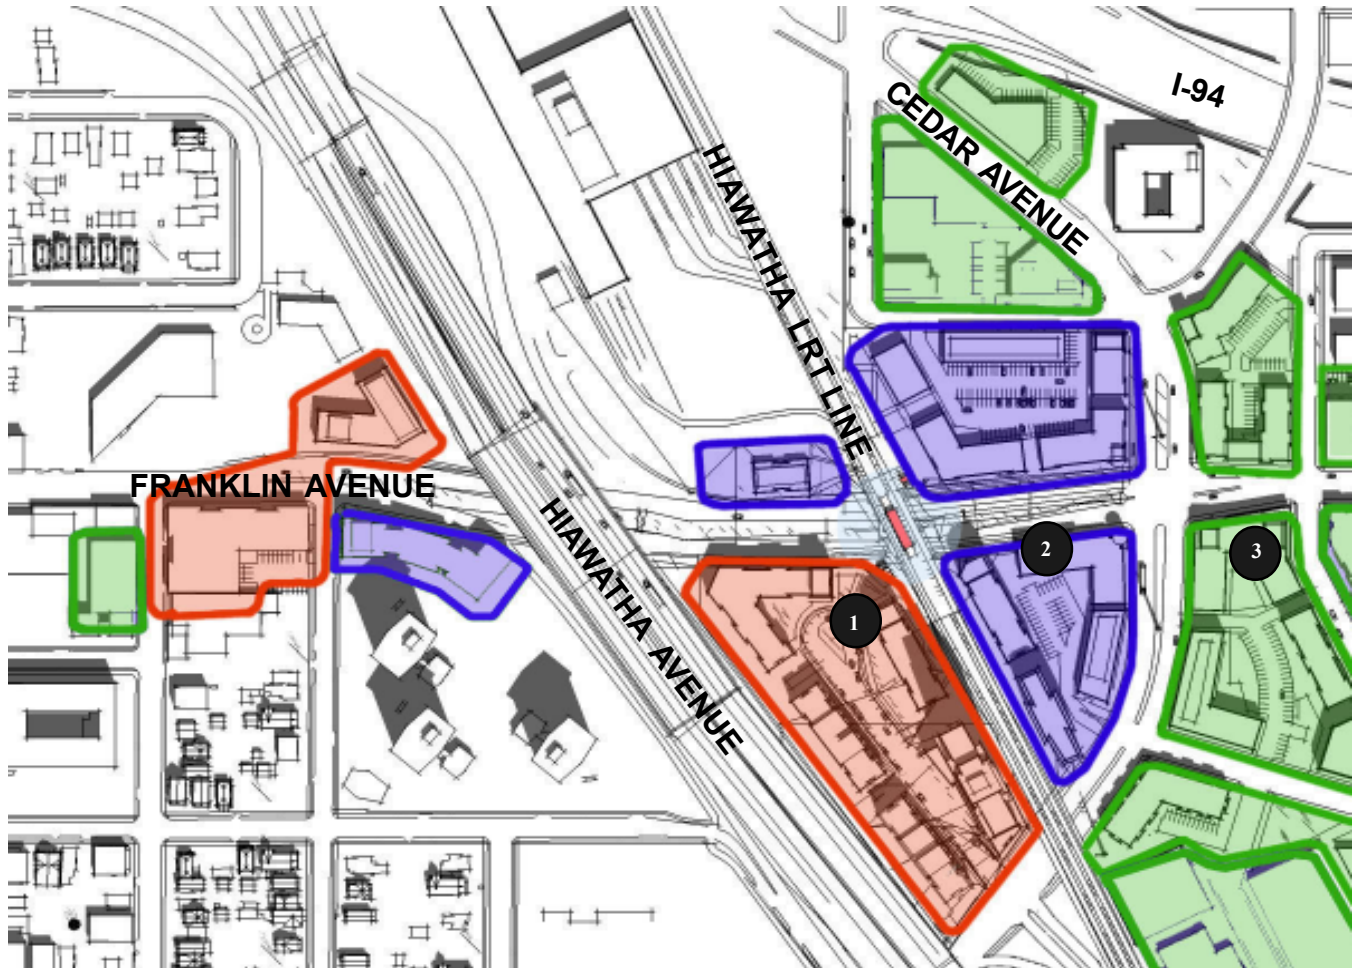 I-94
CEDAR AVENUE
HIAWATHA LRT LINE
FRANKLIN AVENUE
HIAWATHA AVENUE
1
2
3